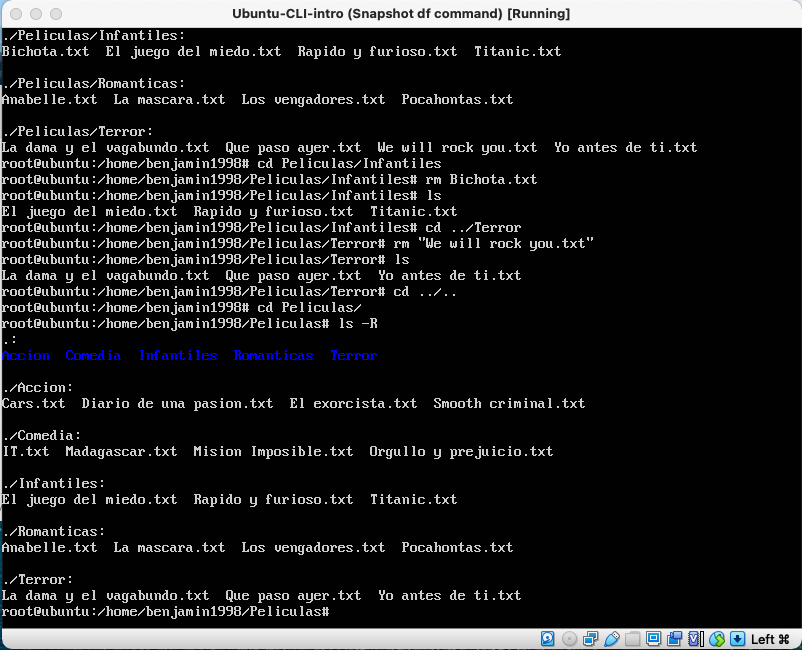 Ubuntu-CLI-intro (Snapshot df command) [Running]
./Peliculas/Infantiles:
Bichota.txt  El juego del miedo.txt  Rapido y furioso.txt  Titanic.txt
./Peliculas/Romanticas:
Anabelle.txt  La mascara.txt  Los vengadores.txt  Pocahontas.txt
./Peliculas/Terror:
La dama y el vagabundo.txt  Que paso ayer.txt  We will rock you.txt  Yo antes de ti.txt
root@ubuntu:/home/benjamin1998# cd Peliculas/Infantiles
root@ubuntu:/home/benjamin1998/Peliculas/Infantiles# rm Bichota.txt
root@ubuntu:/home/benjamin1998/Peliculas/Infantiles# ls
El juego del miedo.txt  Rapido y furioso.txt  Titanic.txt
root@ubuntu:/home/benjamin1998/Peliculas/Infantiles# cd ../Terror
root@ubuntu:/home/benjamin1998/Peliculas/Terror# rm "We will rock you.txt"
root@ubuntu:/home/benjamin1998/Peliculas/Terror# ls
La dama y el vagabundo.txt  Que paso ayer.txt  Yo antes de ti.txt
root@ubuntu:/home/benjamin1998/Peliculas/Terror# cd ../..
root@ubuntu:/home/benjamin1998# cd Peliculas/
root@ubuntu:/home/benjamin1998/Peliculas# ls -R
.:
Accion  Comedia  Infantiles  Romanticas  Terror
./Accion:
Cars.txt  Diario de una pasion.txt  El exorcista.txt  Smooth criminal.txt
./Comedia:
IT.txt  Madagascar.txt  Mision Imposible.txt  Orgullo y prejuicio.txt
./Infantiles:
El juego del miedo.txt  Rapido y furioso.txt  Titanic.txt
./Romanticas:
Anabelle.txt  La mascara.txt  Los vengadores.txt  Pocahontas.txt
./Terror:
La dama y el vagabundo.txt  Que paso ayer.txt  Yo antes de ti.txt
root@ubuntu:/home/benjamin1998/Peliculas#
Left ⌘